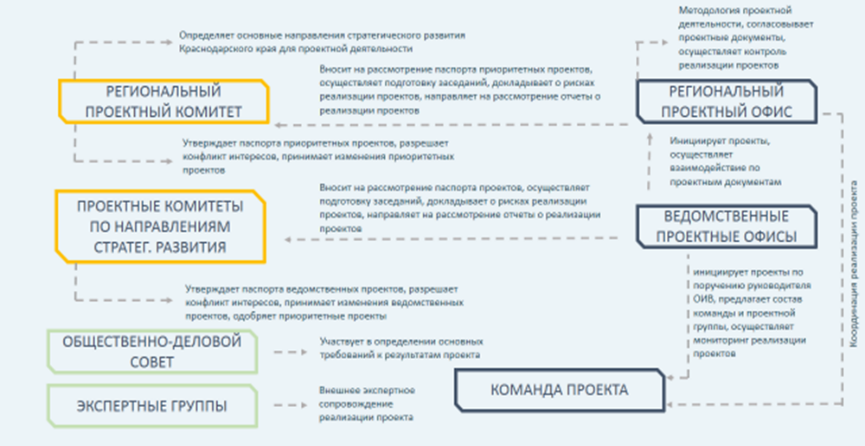 Определяет основные направления стратегического развития
Краснодарского края для проектной деятельности
Методология проектной
деятельности, согласовывает
проектные документы,
осуществляет контроль
реализации проектов
РЕГИОНАЛЬНЫЙ
ПРОЕКТНЫЙ КОМИТЕТ
Вносит на рассмотрение паспорта приоритетных проектов,
осуществляет подготовку заседаний, докладывает о рисках
реализации проектов, направляет на рассмотрение отчеты о
реализации проектов
РЕГИОНАЛЬНЫЙ
ПРОЕКТНЫЙ ОФИС
Утверждает паспорта приоритетных проектов, разрешает
конфликт интересов, принимает изменения приоритетных
проектов
Инициирует проекты,
осуществляет
взаимодействие по
проектным документам
ПРОЕКТНЫЕ КОМИТЕТЫ
ПО НАПРАВЛЕНИЯМ
СТРАТЕГ. РАЗВИТИЯ
Вносит на рассмотрение паспорта проектов, осуществляет
подготовку заседаний, докладывает о рисках реализации
проектов, направляет на рассмотрение отчеты о реализации
проектов
ВЕДОМСТВЕННЫЕ
ПРОЕКТНЫЕ ОФИСЫ
Координация реализации проекта
Утверждает паспорта ведомственных проектов, разрешает
конфликт интересов, принимает изменения ведомственных
проектов, одобряет приоритетные проекты
инициирует проекты по
поручению руководителя
ОИВ, предлагает состав
команды и проектной
группы, осуществляет
мониторинг реализации
проектов
ОБЩЕСТВЕННО-ДЕЛОВОЙ
СОВЕТ
Участвует в определении основных
требований к результатам проекта
ЭКСПЕРТНЫЕ ГРУППЫ
Внешнее экспертное
сопровождение
реализации проекта
КОМАНДА ПРОЕКТА